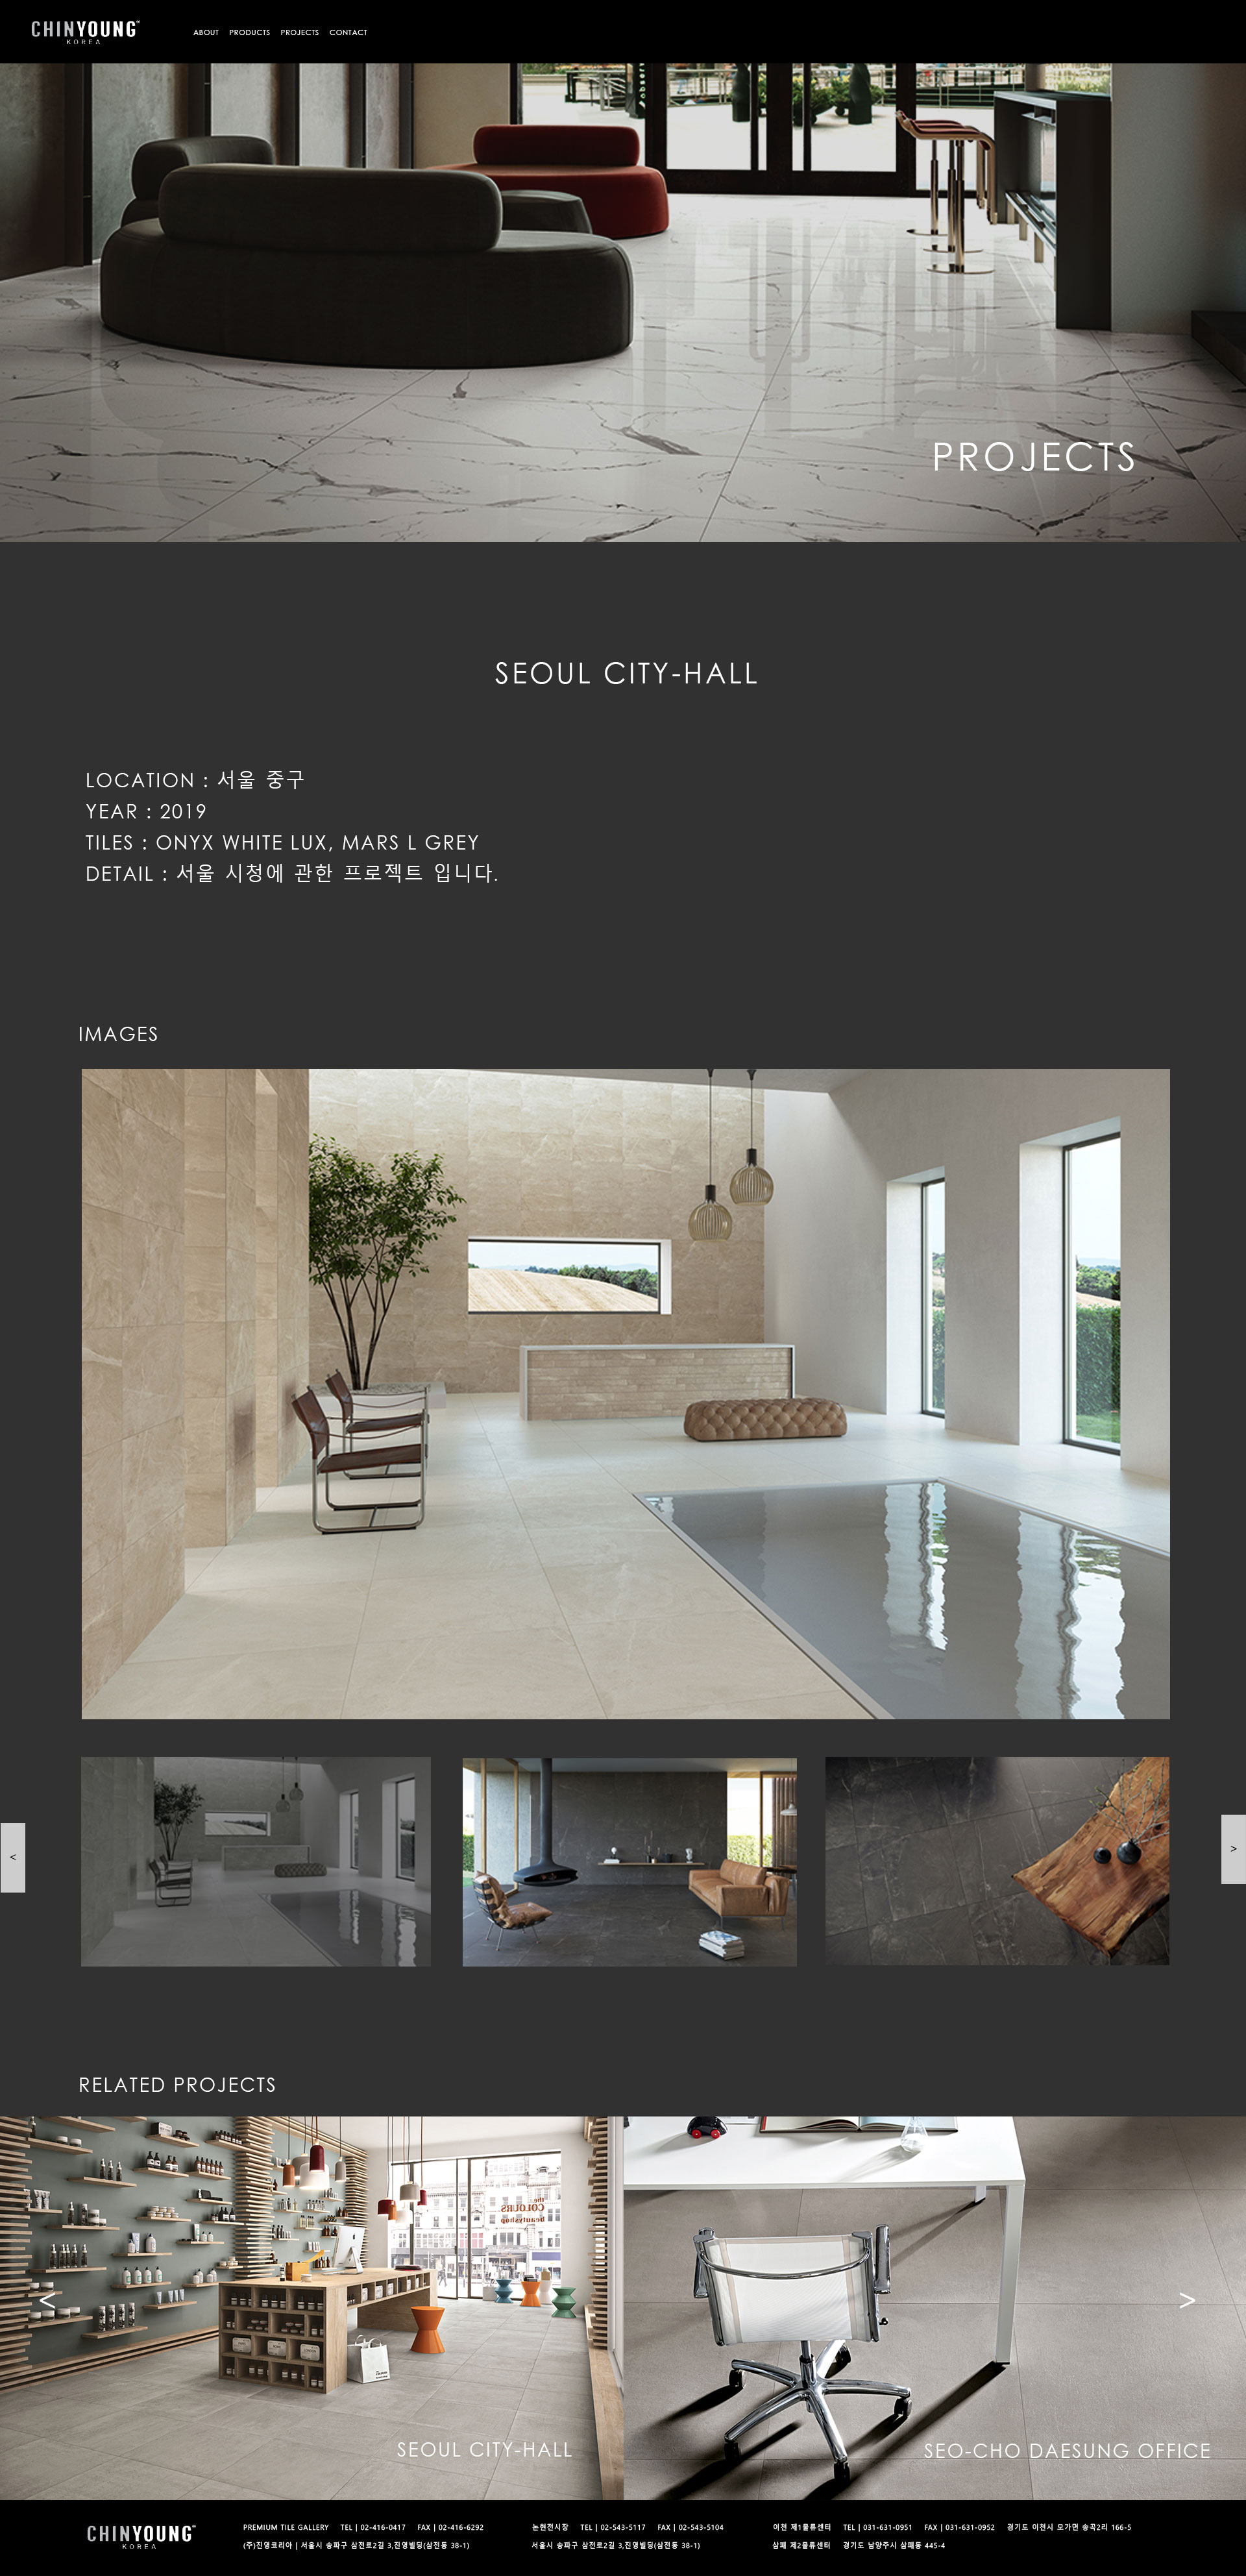 CHINYOUNG
KOREA
ABOUT PRODUCTS PROJECTS CONTACT
PROJECTS
SEOUL CITY-HALL
LOCATION : 서울 중구
YEAR : 2019
TILES : ONYX WHITE LUX, MARS L GREY
DETAIL : 서울 시청에 관한 프로젝트 입니다.
IMAGES
<
>
RELATED PROJECTS
the
COLOURS
beautyshop
<
>
SEOUL CITY-HALL
SEO-CHO DAESUNG OFFICE
CHINYOUNG
KOREA
PREMIUM TILE GALLERY TEL | 02-416-0417 FAX | 02-416-6292
(주)진영코리아 | 서울시 송파구 삼전로2길 3,진영빌딩(삼전동 38-1)
논현전시장 TEL | 02-543-5117 FAX | 02-543-5104
서울시 송파구 삼전로2길 3,진영빌딩(삼전동 38-1)
이천 제1물류센터 TEL | 031-631-0951 FAX | 031-631-0952 경기도 이천시 모가면 송곡2리 166-5
삼패 제2물류센터 경기도 남양주시 삼패동 445-4